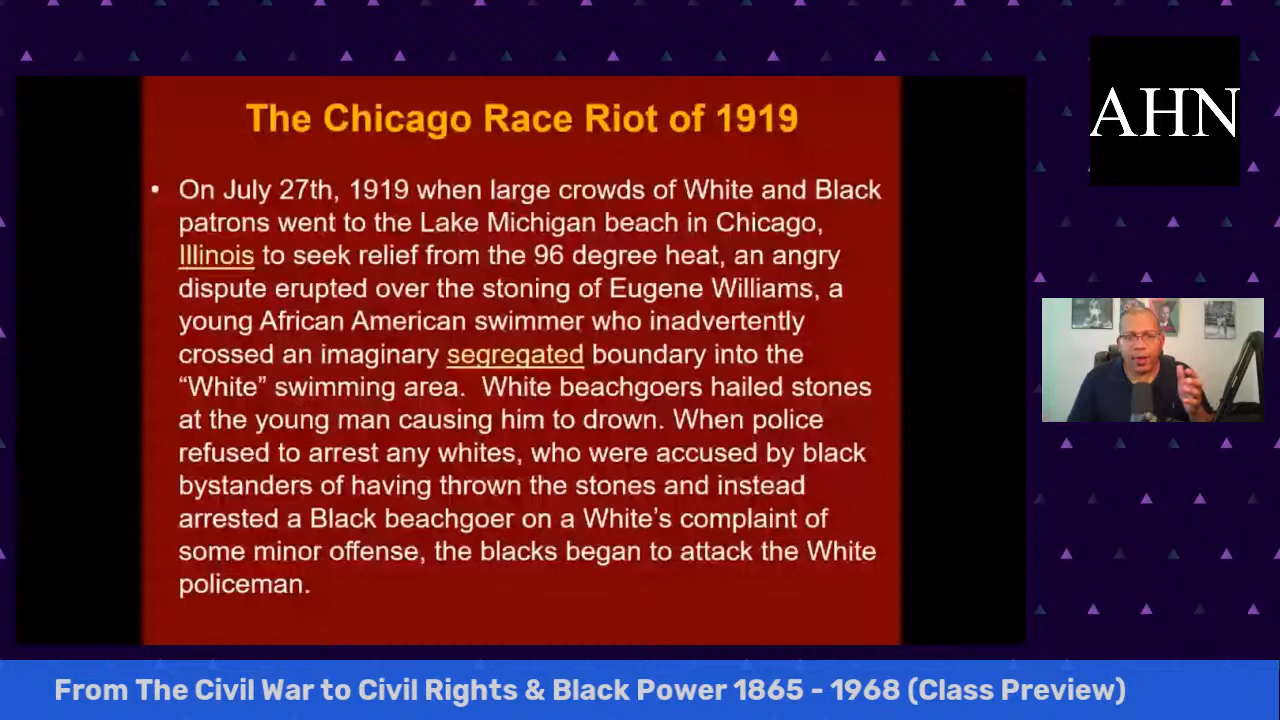 The Chicago Race Riot of 1919
• On July 27th, 1919 when large crowds of White and Black
patrons went to the Lake Michigan beach in Chicago,
Illinois to seek relief from the 96 degree heat, an angry
dispute erupted over the stoning of Eugene Williams, a
young African American swimmer who inadvertently
crossed an imaginary segregated boundary into the
“White” swimming area.  White beachgoers hailed stones
at the young man causing him to drown. When police
refused to arrest any whites, who were accused by black
bystanders of having thrown the stones and instead
arrested a Black beachgoer on a White’s complaint of
some minor offense, the blacks began to attack the White
policeman.
AHN
From The Civil War to Civil Rights & Black Power 1865 - 1968 (Class Preview)